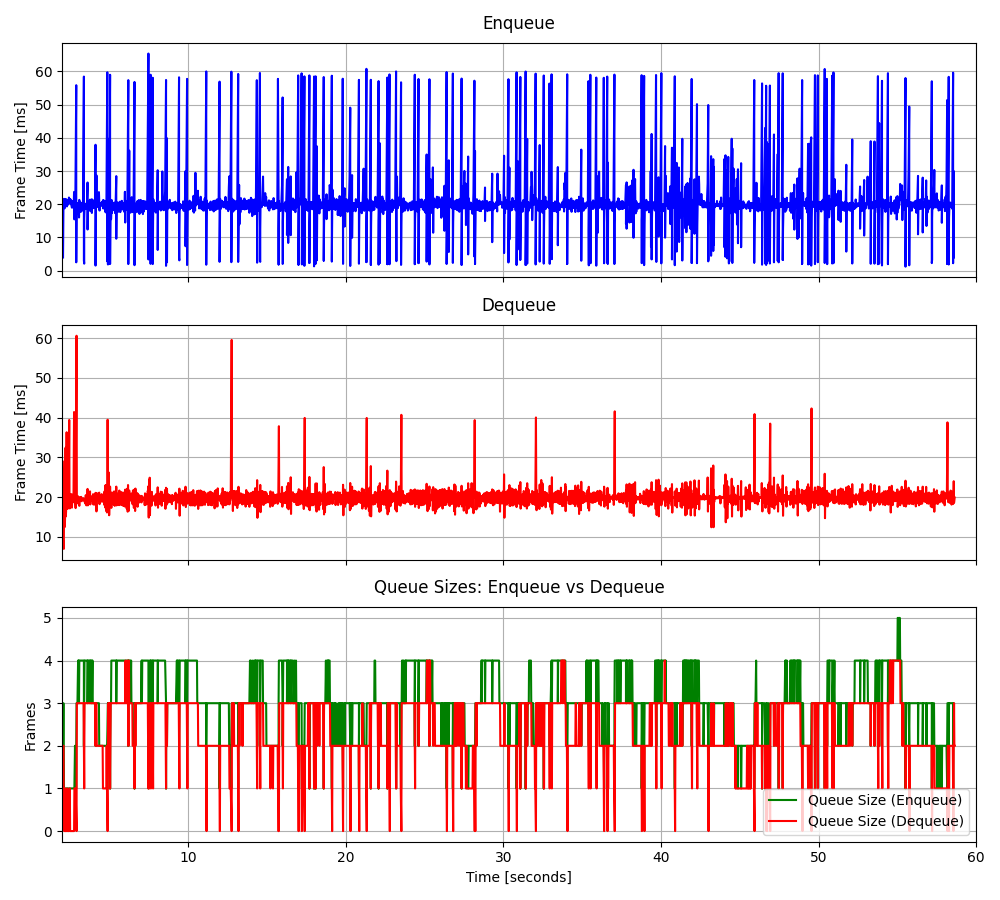 Enqueue
Frame Time [ms]
60
50
40
30
20
10
0
Dequeue
Frame Time [ms]
60
50
40
30
20
10
Queue Sizes: Enqueue vs Dequeue
Frames
5
4
3
2
1
0
Queue Size (Enqueue)
Queue Size (Dequeue)
10 20 30 40 50 60
Time [seconds]